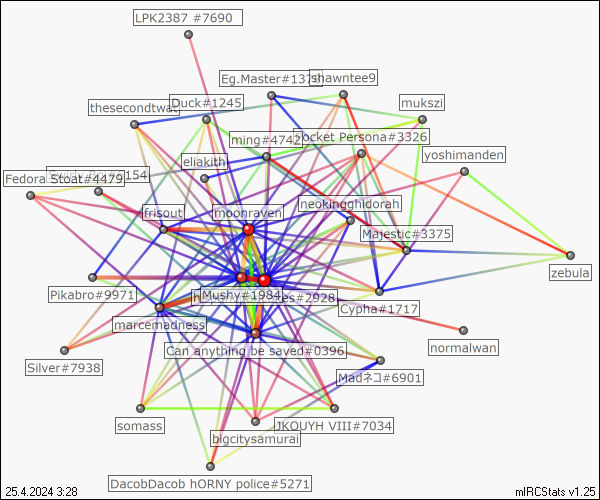 LPK2387 #7690
Eg.Master#137
shawntee9
thesecondtwat
Duck#1245
mukszi
ming#4742
Rocket Persona#3326
yoshimanden
eliakith
Fedora.Stoat#4479
154
frisout
moonraven
neokingghidorah
Majestic#3375
zebula
Pikabro#9971
Mushy#1984
es#2928
Cypha#1717
marcemadness
normalwan
Can anything be saved#0396
Silver#7938
Madネコ#6901
somass
JKOUYH VIII#7034
bigcitysamurai
DacobDacob hORNY police#5271
25.4.2024 3:28
mIRCStats v1.25